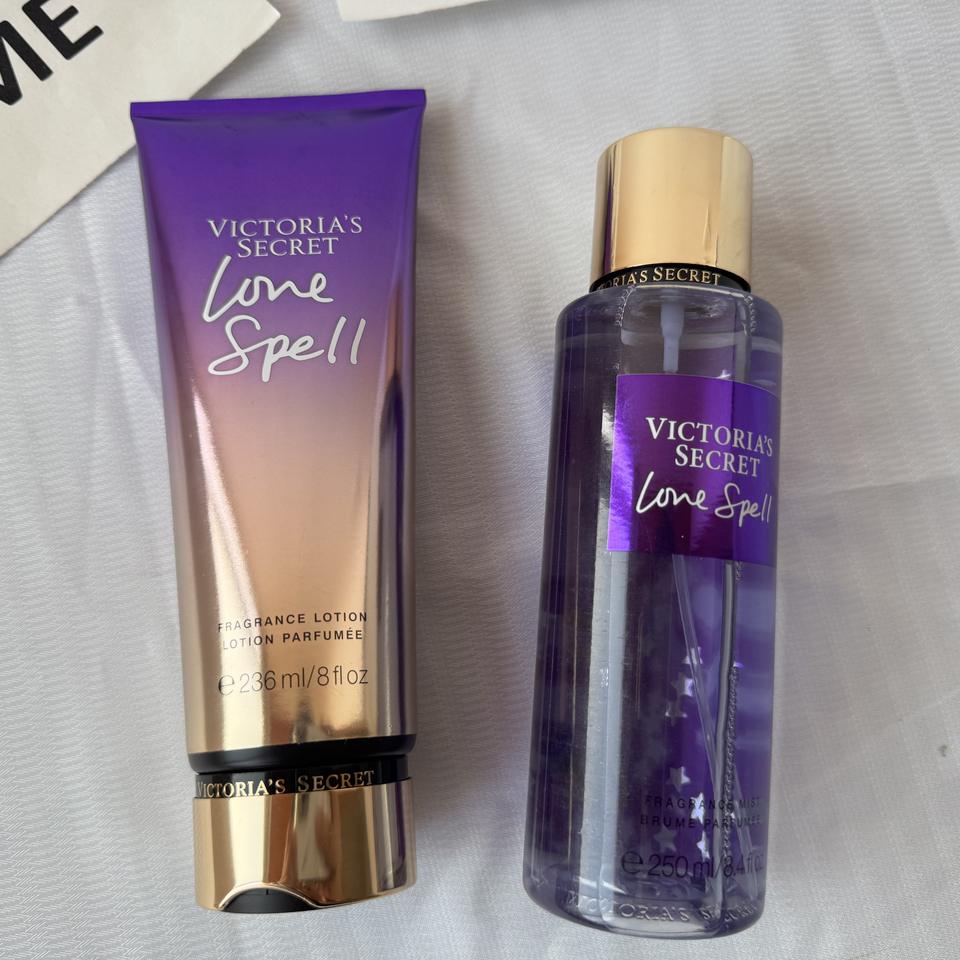 ME
VICTORIA'S
SECRET
Love
Spell
FRAGRANCE LOTION
LOTION PARFUMÉE
e 236 ml/8 fl oz
VICTORIA'S SECRET
TORIA'S SECRET
VICTORIA'S
SECRET
Love Spell
FRAGRANCE MIST
BRUME PARFUMÉE
e 250 ml/8.4 fl oz
VICTORIA'S SECRET